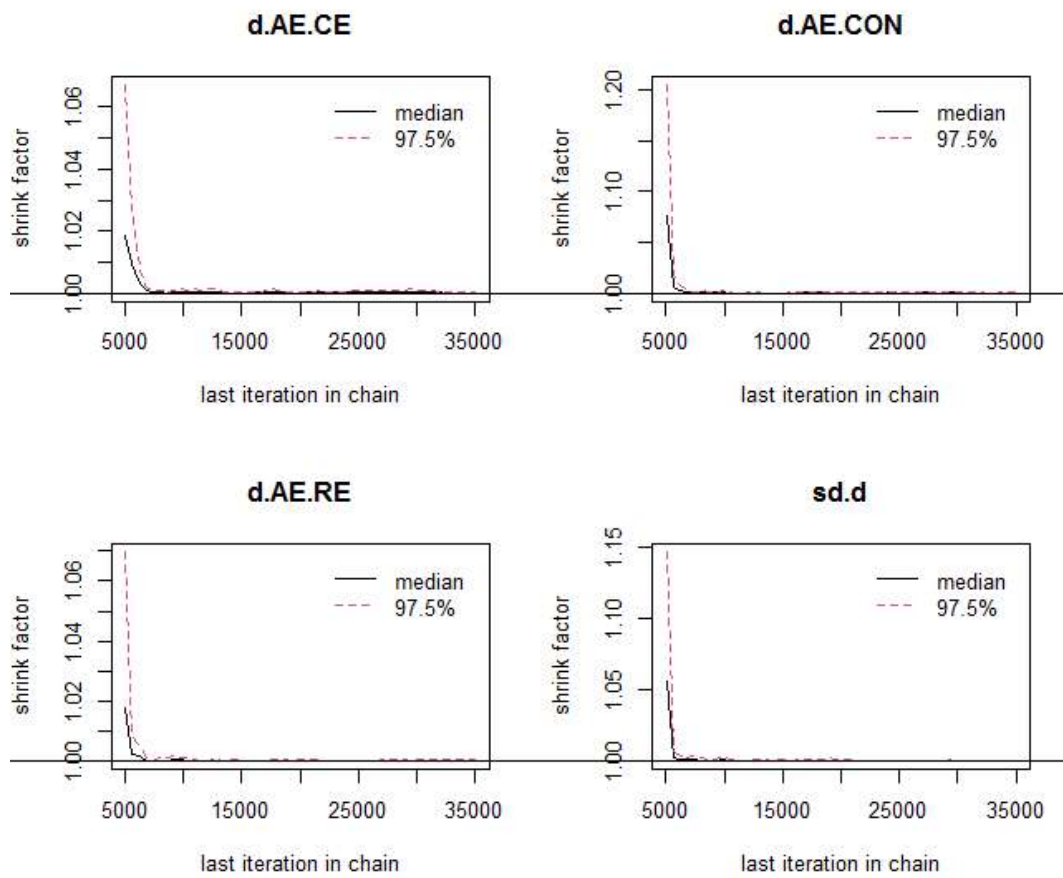 d.AE.CE
shrink factor
1.00 1.02 1.04 1.06
median
97.5%
5000 15000 25000 35000
last iteration in chain
d.AE.CON
shrink factor
1.00 1.10 1.20
median
97.5%
5000 15000 25000 35000
last iteration in chain
d.AE.RE
shrink factor
1.00 1.02 1.04 1.06
median
97.5%
5000 15000 25000 35000
last iteration in chain
sd.d
shrink factor
1.00 1.05 1.10 1.15
median
97.5%
5000 15000 25000 35000
last iteration in chain